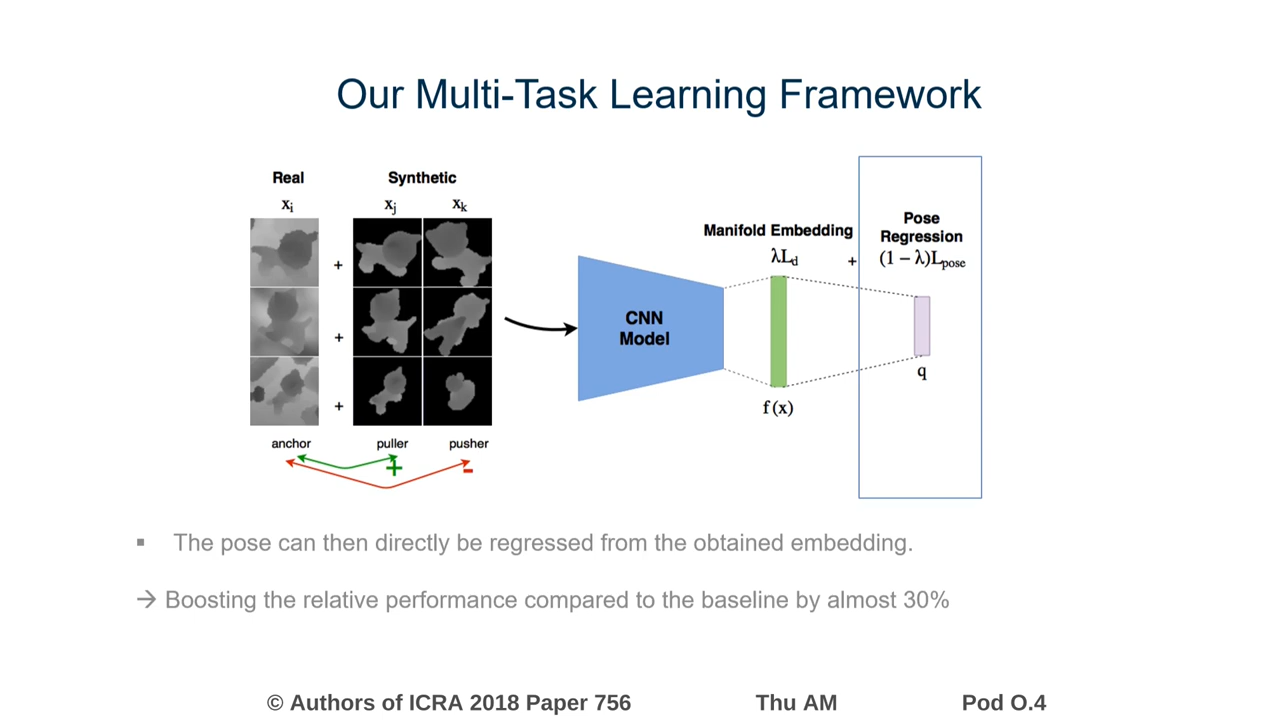 Our Multi-Task Learning Framework
Real
Synthetic
xi
xj
xk
+
+
+
anchor
puller
pusher
+
-
CNN
Model
Manifold Embedding
λLd
+
f (x)
Pose
Regression
(1 − λ)Lpose
q
▪ The pose can then directly be regressed from the obtained embedding.
→ Boosting the relative performance compared to the baseline by almost 30%
© Authors of ICRA 2018 Paper 756
Thu AM
Pod O.4